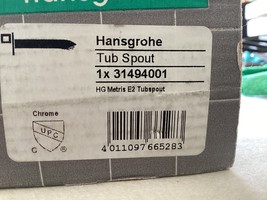 Hansgrohe
Tub Spout
1x 31494001
HG Metris E2 Tubspout
Chrome
UPC
C
4 011097 665283